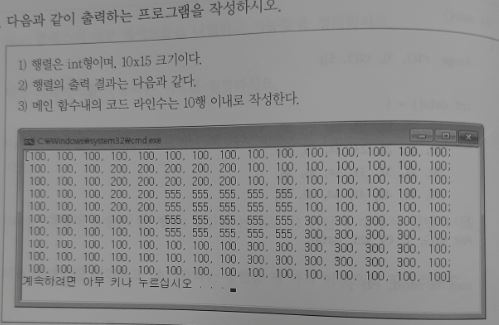 다음과 같이 출력하는 프로그램을 작성하시오.
1) 행렬은 int형이며, 10x15 크기이다.
2) 행렬의 출력 결과는 다음과 같다.
3) 메인 함수내의 코드 라인수는 10행 이내로 작성한다.
C:₩Windows₩system32₩cmd.exe
[100, 100, 100, 100, 100, 100, 100, 100, 100, 100, 100, 100, 100, 100, 100;
100, 100, 100, 200, 200, 200, 200, 200, 100, 100, 100, 100, 100, 100, 100;
100, 100, 100, 200, 200, 200, 200, 200, 100, 100, 100, 100, 100, 100, 100;
100, 100, 100, 200, 200, 555, 555, 555, 555, 555, 100, 100, 100, 100, 100;
100, 100, 100, 200, 200, 555, 555, 555, 555, 555, 100, 100, 100, 100, 100;
100, 100, 100, 100, 100, 555, 555, 555, 555, 555, 300, 300, 300, 300, 100;
100, 100, 100, 100, 100, 555, 555, 555, 555, 555, 300, 300, 300, 300, 100;
100, 100, 100, 100, 100, 100, 100, 100, 300, 300, 300, 300, 300, 300, 100;
100, 100, 100, 100, 100, 100, 100, 100, 300, 300, 300, 300, 300, 300, 100;
100, 100, 100, 100, 100, 100, 100, 100, 100, 100, 100, 100, 100, 100, 100]
계속하려면 아무 키나 누르십시오 . . .